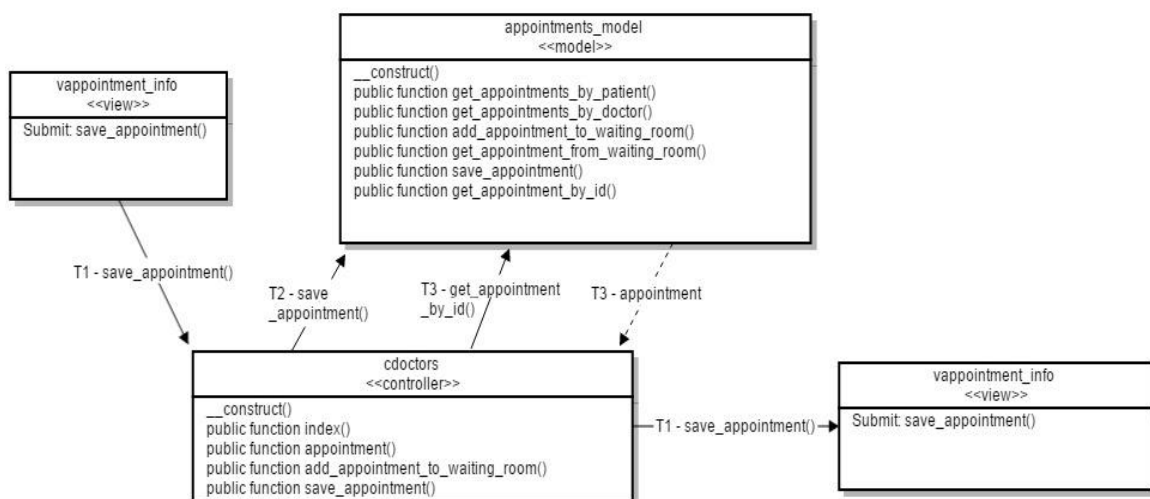 appointments_model
<<model>>
__construct()
public function get_appointments_by_patient()
public function get_appointments_by_doctor()
public function add_appointment_to_waiting_room()
public function get_appointment_from_waiting_room()
public function save_appointment()
public function get_appointment_by_id()
vappointment_info
<<view>>
Submit: save_appointment()
T1 - save_appointment()
T2 - save
_appointment()
T3 - get_appointment
_by_id()
T3 - appointment
cdoctors
<<controller>>
__construct()
public function index()
public function appointment()
public function add_appointment_to_waiting_room()
public function save_appointment()
T1 - save_appointment()
vappointment_info
<<view>>
Submit: save_appointment()